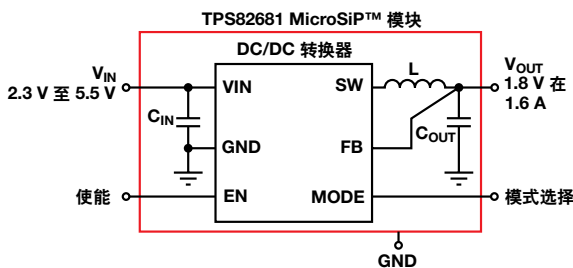 TPS82681 MicroSiP™ 模块
DC/DC 转换器
VIN
2.3 V 至 5.5 V
VIN
SW
L
VOUT
1.8 V 在
1.6 A
CIN
GND
FB
COUT
使能
EN
MODE
模式选择
GND